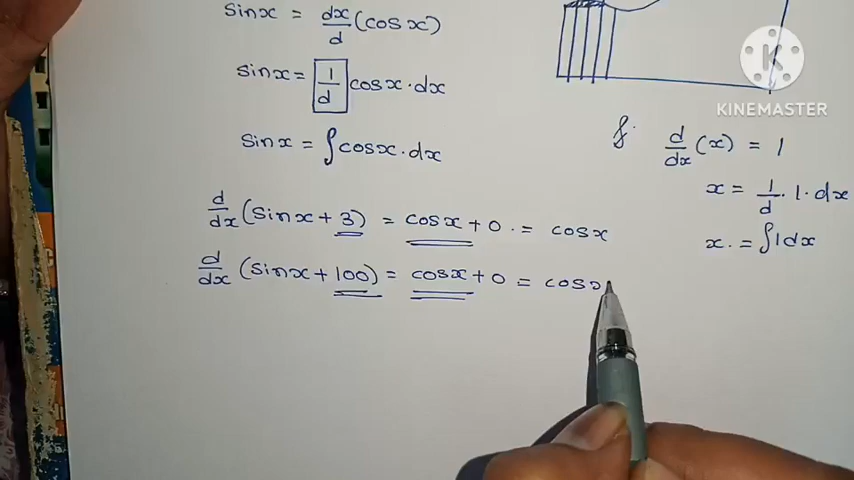 sinx = dx/d (cosx)
sinx = 1/d cosx·dx
sinx = ∫cosx·dx
d/dx (sinx + 3) = cosx + 0 = cosx
d/dx (sinx + 100) = cosx + 0 = cosx
d/dx (x) = 1
x = 1/d · 1 · dx
x = ∫1dx
KINEMASTER